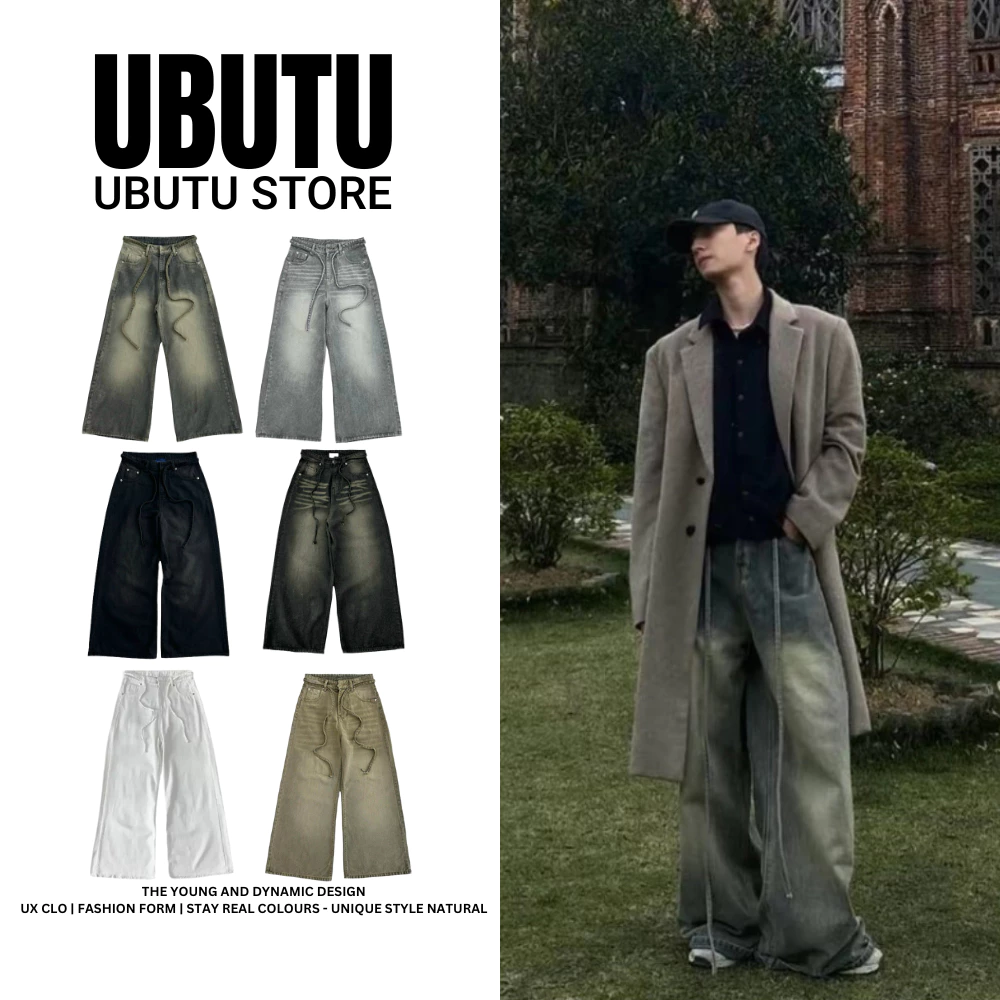 UBUTU
UBUTU STORE
THE YOUNG AND DYNAMIC DESIGN
UX CLO | FASHION FORM | STAY REAL COLOURS - UNIQUE STYLE NATURAL